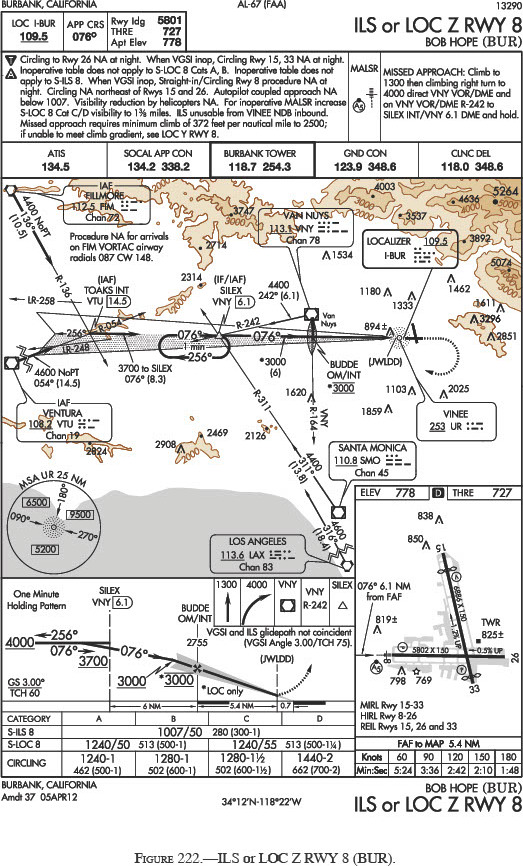 BURBANK, CALIFORNIA
AL-67 (FAA)
13290
LOC I-BUR
109.5
APP CRS
076°
Rwy ldg 5801
THRE 727
Apt Elev 778
ILS or LOC Z RWY 8
BOB HOPE (BUR)
Circling to Rwy 26 NA at night. When VGSI inop, Circling Rwy 15, 33 NA at night.
Inoperative table does not apply to S-LOC 8 Cats A, B. Inoperative table does not
apply to S-ILS 8. When VGSI inop, Straight-in/Circling Rwy 8 procedure NA at
night. Circling NA northeast of Rwys 15 and 26. Autopilot coupled approach NA
below 1007. Visibility reduction by helicopters NA. For inoperative MALSR increase
S-LOC 8 Cat C/D visibility to 1⅝ miles. ILS unusable from VINEE NDB inbound.
Missed approach requires minimum climb of 372 feet per nautical mile to 2500;
if unable to meet climb gradient, see LOC Y RWY 8.
MALSR
A5
MISSED APPROACH: Climb to
1300 then climbing right turn to
4000 direct VNY VOR/DME and
on VNY VOR/DME R-242 to
SILEX INT/VNY 6.1 DME and hold.
ATIS
134.5
SOCAL APP CON
134.2 338.2
BURBANK TOWER
118.7 254.3
GND CON
123.9 348.6
CLNC DEL
118.0 348.6
IAF
FILLMORE
112.5 FIM
Chan 72
4400 NoPT
136°
(10.5)
Procedure NA for arrivals
on FIM VORTAC airway
radials 087 CW 148.
R-136
3747
2714
2314
VAN NUYS
113.1 VNY
Chan 78
4003
3537
4636
5264
LOCALIZER 109.5
I-BUR
3892
5074
1534
1462
1180
1333
1611
3296
2851
894±
(IAF)
TOAKS INT
VTU 14.5
(IF/IAF)
SILEX
VNY 6.1
4400
242° (6.1)
LR-258
R-054
R-242
Van
Nuys
256°
076°
1
min
256°
076°
LR-248
3700 to SILEX
076° (8.3)
*3000
(6)
BUDDE
OM/INT
*3000
(JWLDJ)
4600 NoPT
054° (14.5)
IAF
VENTURA
108.2 VTU
Chan 19
2824
2908
2469
2126
R-311
1620
VNY
R-164
1103
2025
1859
VINEE
253 UR
4400
311°
(13.8)
SANTA MONICA
110.8 SMO
Chan 45
4600
316°
(18.4)
LOS ANGELES
113.6 LAX
Chan 83
MSA UR 25 NM
6500
180°
9500
090°
270°
5200
ELEV 778
D
THRE 727
838
850
15
076° 6.1 NM
from FAF
6886 X 150
1.2% UP
TWR
825±
819±
5802 X 150
0.5% UP
8
26
A5
798
769
33
MIRL Rwy 15-33
HIRL Rwy 8-26
REIL Rwys 15, 26 and 33
FAF to MAP 5.4 NM
Knots 60 90 120 150 180
Min:Sec 5:24 3:36 2:42 2:10 1:48
One Minute
Holding Pattern
SILEX
VNY 6.1
BUDDE
OM/INT
2755
1300
4000
VNY
VNY
R-242
SILEX
VGSI and ILS glidepath not coincident
(VGSI Angle 3.00/TCH 75).
(JWLDJ)
4000
256°
076°
3700
076°
3000
*3000
*LOC only
GS 3.00°
TCH 60
6 NM
5.4 NM
0.7
CATEGORY A B C D
S-ILS 8 1007/50 280 (300-1)
S-LOC 8 1240/50 513 (500-1) 1240/55 513 (500-1¼)
CIRCLING 1240-1 462 (500-1) 1280-1 502 (600-1) 1280-1½ 502 (600-1½) 1440-2 662 (700-2)
BURBANK, CALIFORNIA
Amdt 37 05APR12
34°12'N-118°22'W
BOB HOPE (BUR)
ILS or LOC Z RWY 8
FIGURE 222.—ILS or LOC Z RWY 8 (BUR).